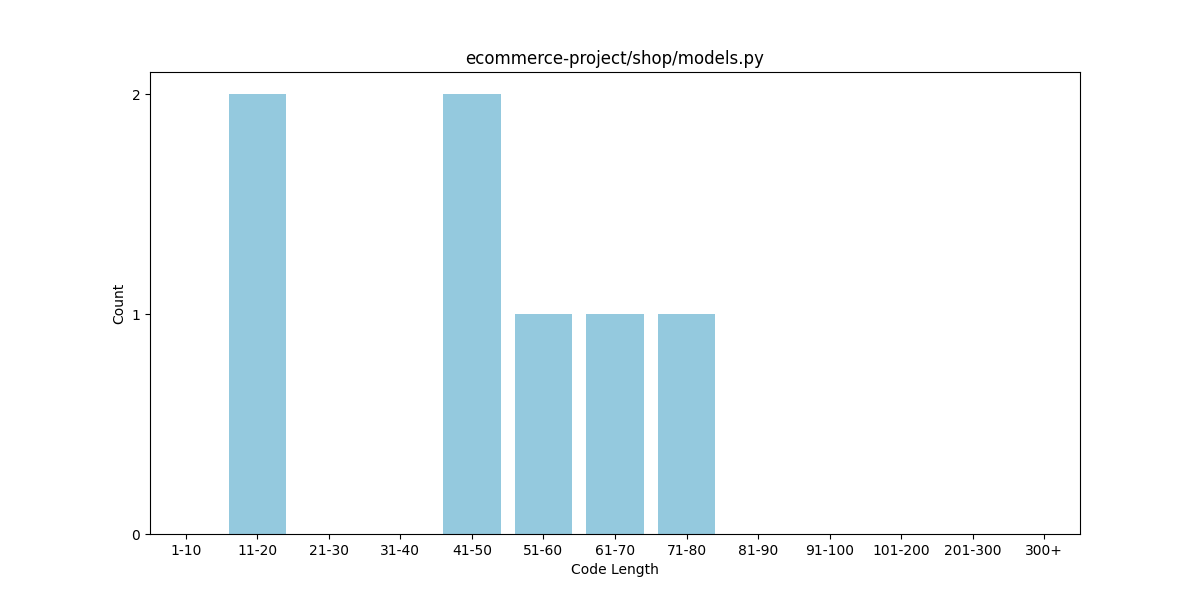 ecommerce-project/shop/models.py
2
1
0
Count
1-10 11-20 21-30 31-40 41-50 51-60 61-70 71-80 81-90 91-100 101-200 201-300 300+
Code Length